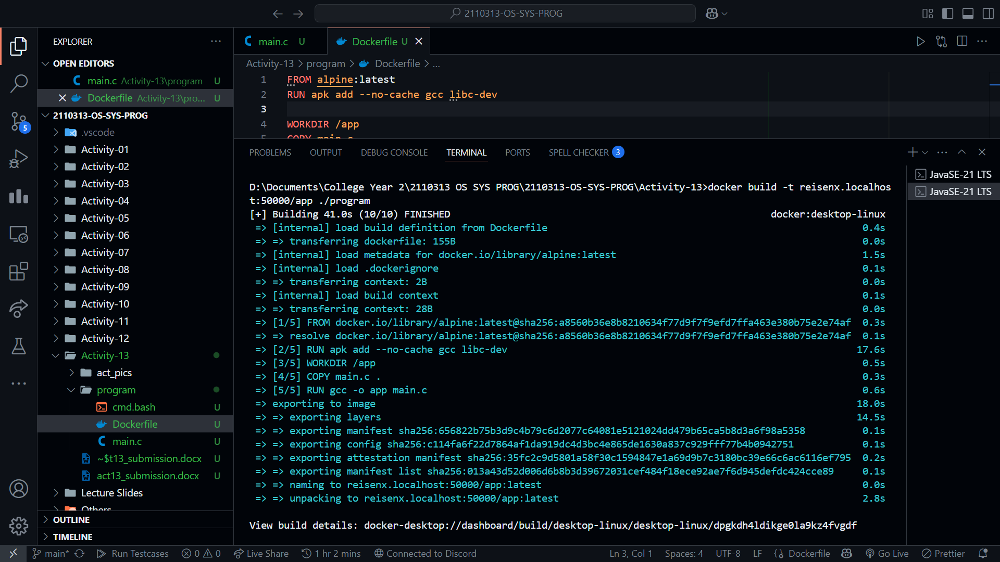 2110313-OS-SYS-PROG
EXPLORER
OPEN EDITORS
main.c Activity-13\program U
Dockerfile Activity-13\pro... U
2110313-OS-SYS-PROG
.vscode
Activity-01
Activity-02
Activity-03
Activity-04
Activity-05
Activity-06
Activity-07
Activity-08
Activity-09
Activity-10
Activity-11
Activity-12
Activity-13
act_pics
program
cmd.bash U
Dockerfile U
main.c U
~$t13_submission.docx U
act13_submission.docx U
Lecture Slides
Others
OUTLINE
TIMELINE
5
main.c U
Dockerfile U
Activity-13 > program > Dockerfile > ...
1 FROM alpine:latest
2 RUN apk add --no-cache gcc libc-dev
3
4 WORKDIR /app
5 COPY main.c .
PROBLEMS OUTPUT DEBUG CONSOLE TERMINAL PORTS SPELL CHECKER 3
JavaSE-21 LTS
JavaSE-21 LTS
D:\Documents\College Year 2\2110313 OS SYS PROG\2110313-OS-SYS-PROG\Activity-13>docker build -t reisenx.localhos
t:50000/app ./program
[+] Building 41.0s (10/10) FINISHED docker:desktop-linux
=> [internal] load build definition from Dockerfile 0.4s
=> => transferring dockerfile: 155B 0.0s
=> [internal] load metadata for docker.io/library/alpine:latest 1.5s
=> [internal] load .dockerignore 0.1s
=> => transferring context: 2B 0.0s
=> [internal] load build context 0.1s
=> => transferring context: 28B 0.0s
=> [1/5] FROM docker.io/library/alpine:latest@sha256:a8560b36e8b8210634f77d9f7f9efd7ffa463e380b75e2e74af 0.3s
=> => resolve docker.io/library/alpine:latest@sha256:a8560b36e8b8210634f77d9f7f9efd7ffa463e380b75e2e74af 0.1s
=> [2/5] RUN apk add --no-cache gcc libc-dev 17.6s
=> [3/5] WORKDIR /app 0.5s
=> [4/5] COPY main.c . 0.3s
=> [5/5] RUN gcc -o app main.c 0.6s
=> exporting to image 18.0s
=> => exporting layers 14.5s
=> => exporting manifest sha256:656822b75b3d9c4b79c6d2077c64081e5121024dd479b65ca5b8d3a6f98a5358 0.1s
=> => exporting config sha256:c114fa6f22d7864af1da919dc4d3bc4e865de1630a837c929fff77b4b0942751 0.1s
=> => exporting attestation manifest sha256:35fc2c9d5801a58f30c1594847e1a69d9b7c3180bc39e66c6ac6116ef795 0.2s
=> => exporting manifest list sha256:013a43d52d006d6b8b3d39672031cef484f18ece92ae7f6d945defdc424cce89 0.1s
=> => naming to reisenx.localhost:50000/app:latest 0.0s
=> => unpacking to reisenx.localhost:50000/app:latest 2.8s
View build details: docker-desktop://dashboard/build/desktop-linux/desktop-linux/dpgkdh4ldikge0la9kz4fvgdf
main* Run Testcases 0 0 Live Share 1 hr 2 mins Connected to Discord Ln 3, Col 1 Spaces: 4 UTF-8 LF Dockerfile Go Live Prettier